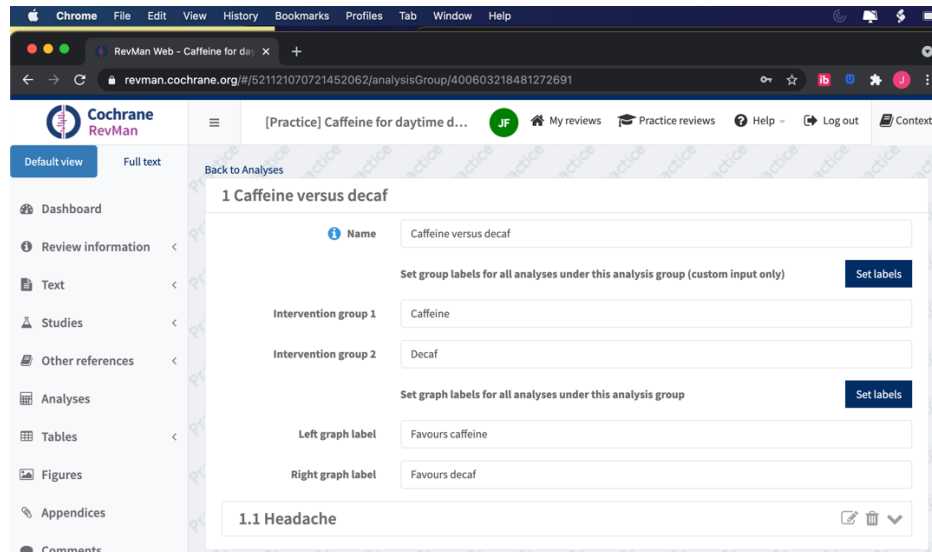 Chrome File Edit View History Bookmarks Profiles Tab Window Help
RevMan Web - Caffeine for day
revman.cochrane.org/#/521121070721452062/analysisGroup/400603218481272691
Cochrane
RevMan
[Practice] Caffeine for daytime d... JF My reviews Practice reviews Help Log out Context
Default view Full text
Dashboard
Review information
Text
Studies
Other references
Analyses
Tables
Figures
Appendices
Comments
Back to Analyses
1 Caffeine versus decaf
Name Caffeine versus decaf
Set group labels for all analyses under this analysis group (custom input only) Set labels
Intervention group 1 Caffeine
Intervention group 2 Decaf
Set graph labels for all analyses under this analysis group Set labels
Left graph label Favours caffeine
Right graph label Favours decaf
1.1 Headache